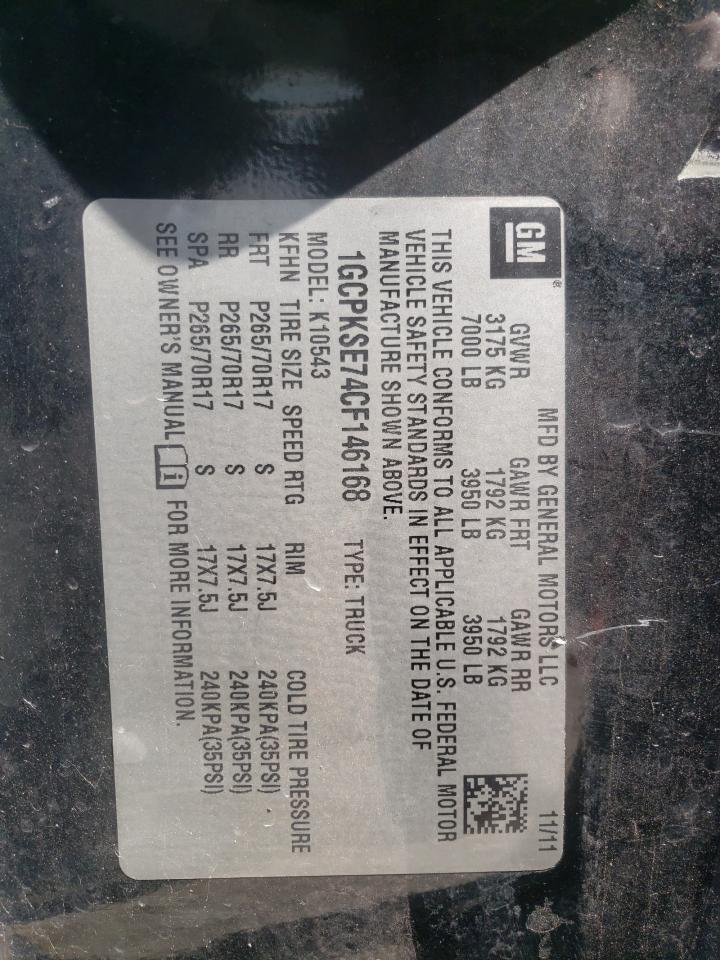 GM®
MFD BY GENERAL MOTORS LLC 11/11
GVWR GAWR FRT GAWR RR
3175 KG 1792 KG 1792 KG
7000 LB 3950 LB 3950 LB
THIS VEHICLE CONFORMS TO ALL APPLICABLE U.S. FEDERAL MOTOR
VEHICLE SAFETY STANDARDS IN EFFECT ON THE DATE OF
MANUFACTURE SHOWN ABOVE.
1GCPKSE74CF146168 TYPE: TRUCK
MODEL: K10543
KFHN TIRE SIZE SPEED RTG RIM COLD TIRE PRESSURE
FRT P265/70R17 S 17X7.5J 240KPA(35PSI)
RR P265/70R17 S 17X7.5J 240KPA(35PSI)
SPA P265/70R17 S 17X7.5J 240KPA(35PSI)
SEE OWNER'S MANUAL i FOR MORE INFORMATION.